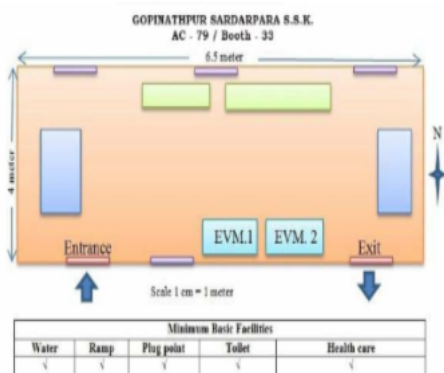 GOPINATHPUR SARDARPARA S.S.K.
AC - 79 / Booth - 33
6.5 meter
4 meter
N
EVM.1 EVM. 2
Entrance Exit
Scale 1 cm = 1 meter
Minimum Basic Facilities
Water Ramp Plug point Toilet Health care
√ √ √ √ √